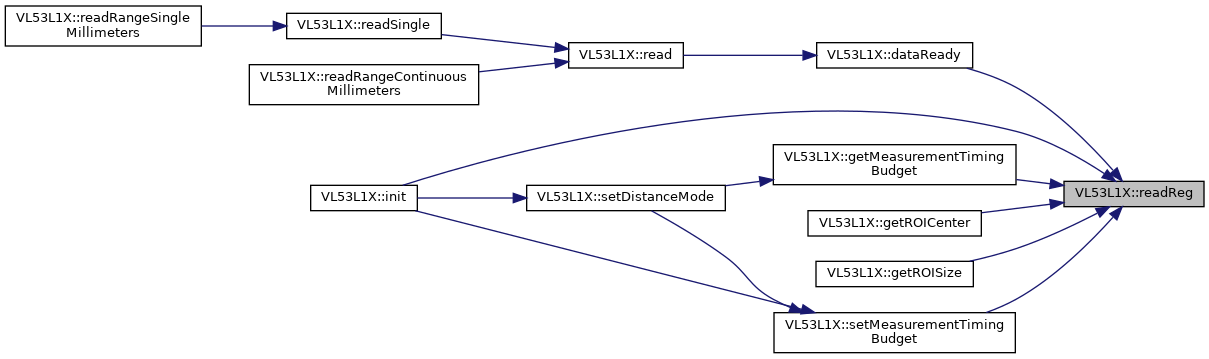 VL53L1X::readRangeSingle
Millimeters
VL53L1X::readSingle
VL53L1X::readRangeContinuous
Millimeters
VL53L1X::read
VL53L1X::dataReady
VL53L1X::init
VL53L1X::setDistanceMode
VL53L1X::getMeasurementTiming
Budget
VL53L1X::getROICenter
VL53L1X::getROISize
VL53L1X::setMeasurementTiming
Budget
VL53L1X::readReg